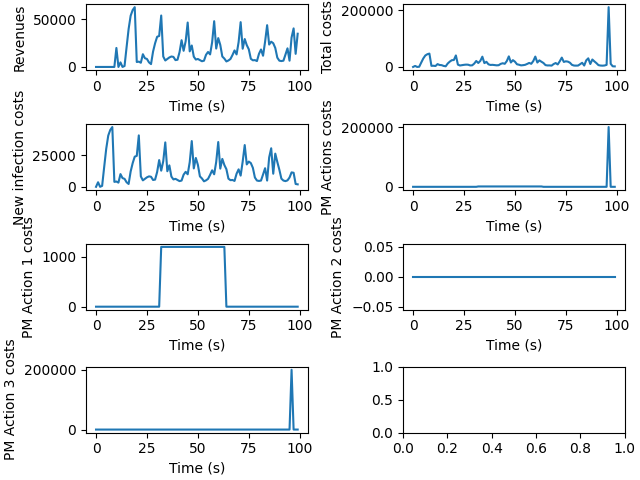 Revenues
50000
0
0 25 50 75 100
Time (s)
Total costs
200000
0
0 25 50 75 100
Time (s)
New infection costs
25000
0
0 25 50 75 100
Time (s)
PM Actions costs
200000
0
0 25 50 75 100
Time (s)
PM Action 1 costs
1000
0
0 25 50 75 100
Time (s)
PM Action 2 costs
0.05
0.00
−0.05
0 25 50 75 100
Time (s)
PM Action 3 costs
200000
0
0 25 50 75 100
Time (s)
1.0
0.5
0.0
0.0 0.2 0.4 0.6 0.8 1.0